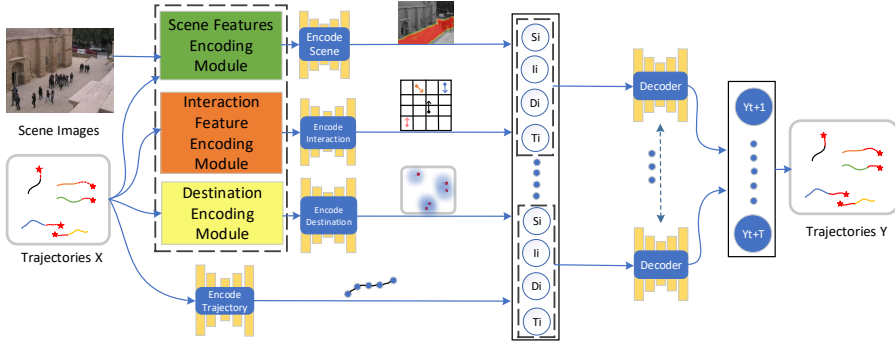 Scene Images
Trajectories X
Scene Features
Encoding
Module
Interaction
Feature
Encoding
Module
Destination
Encoding
Module
Encode
Scene
Encode
Interaction
Encode
Destination
Encode
Trajectory
Si
Ii
Di
Ti
Si
Ii
Di
Ti
Decoder
Decoder
Yt+1
Yt+T
Trajectories Y